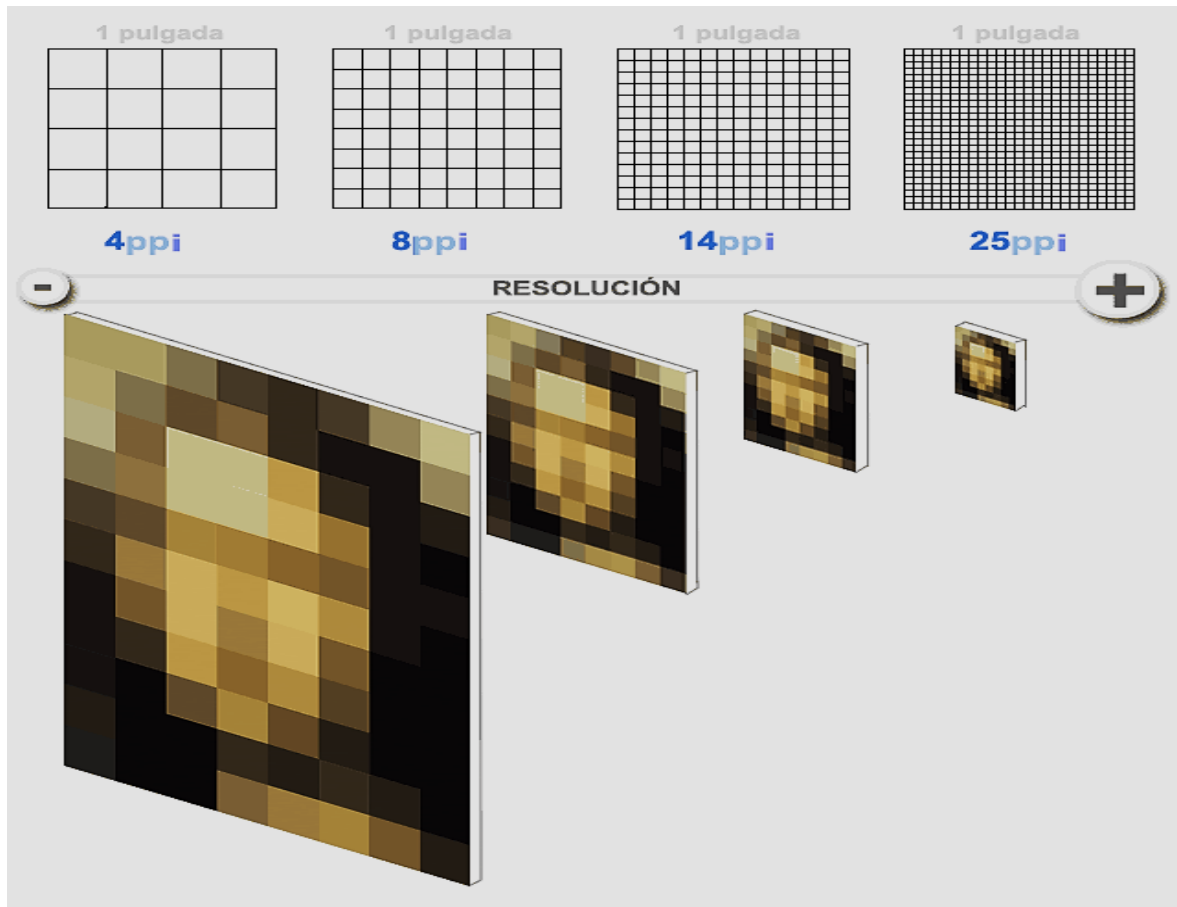 1 pulgada 1 pulgada 1 pulgada 1 pulgada
4ppi 8ppi 14ppi 25ppi
- RESOLUCIÓN +